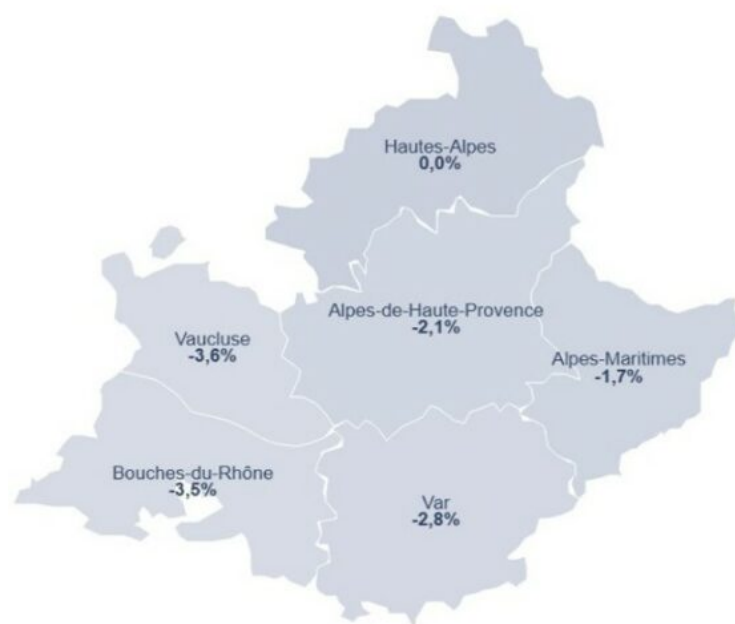 Hautes-Alpes
0,0%
Alpes-de-Haute-Provence
-2,1%
Vaucluse
-3,6%
Alpes-Maritimes
-1,7%
Bouches-du-Rhône
-3,5%
Var
-2,8%